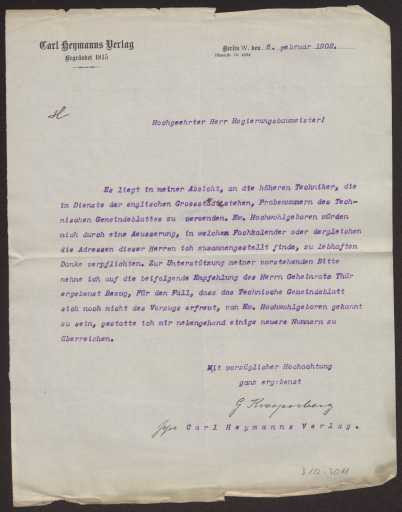 Carl Heymanns Verlag
Gegründet 1815
Berlin W. den 5. Februar 1902.
Hochgeehrter Herr Regierungsbaumeister!
Es liegt in meiner Absicht, an die höheren Techniker, die
im Dienste der englischen Grossstädte stehen, Probenummern des Tech-
nischen Gemeindeblattes zu versenden. Ew. Hochwohlgeboren würden
mich durch eine Aeusserung, in welchem Fachkalender oder dergleichen
die Adressen dieser Herren ich zusammengestellt finde, zu lebhaftem
Danke verpflichten. Zur Unterstützung meiner vorstehenden Bitte
nehme ich auf die beifolgende Empfehlung des Herrn Geheimrats Thür
ergebenst Bezug. Für den Fall, dass das Technische Gemeindeblatt
sich noch nicht des Vorzugs erfreut, von Ew. Hochwohlgeboren gekannt
zu sein, gestatte ich mir nebengehend einige neuere Nummern zu
überreichen.
Mit vorzüglicher Hochachtung
ganz ergebenst
Carl Heymanns Verlag.